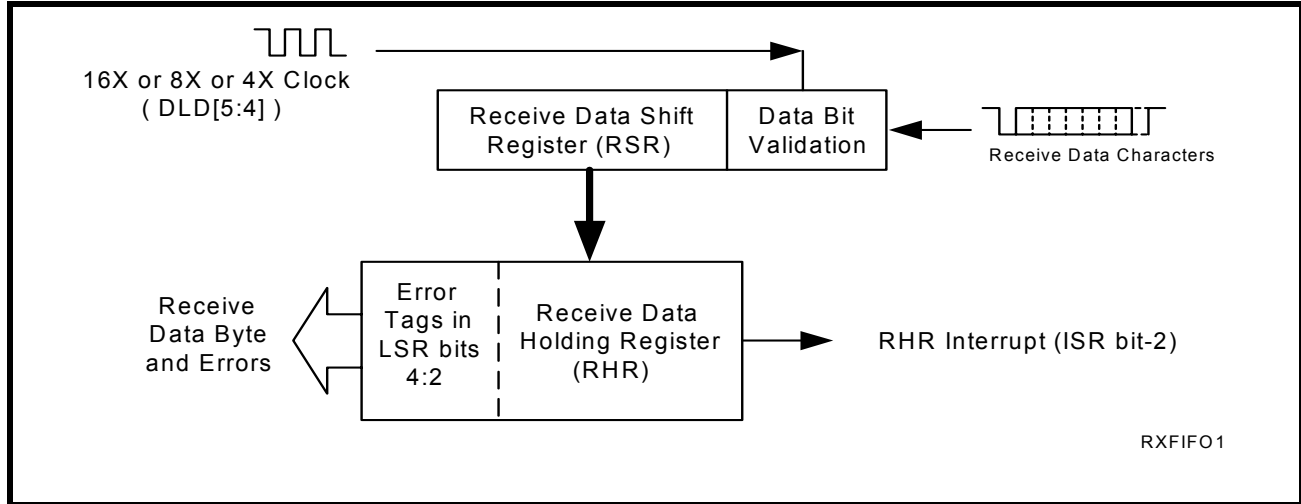 16X or 8X or 4X Clock
( DLD[5:4] )
Receive Data Shift
Register (RSR)
Data Bit
Validation
Receive Data Characters
Receive
Data Byte
and Errors
Error
Tags in
LSR bits
4:2
Receive Data
Holding Register
(RHR)
RHR Interrupt (ISR bit-2)
RXFIFO1